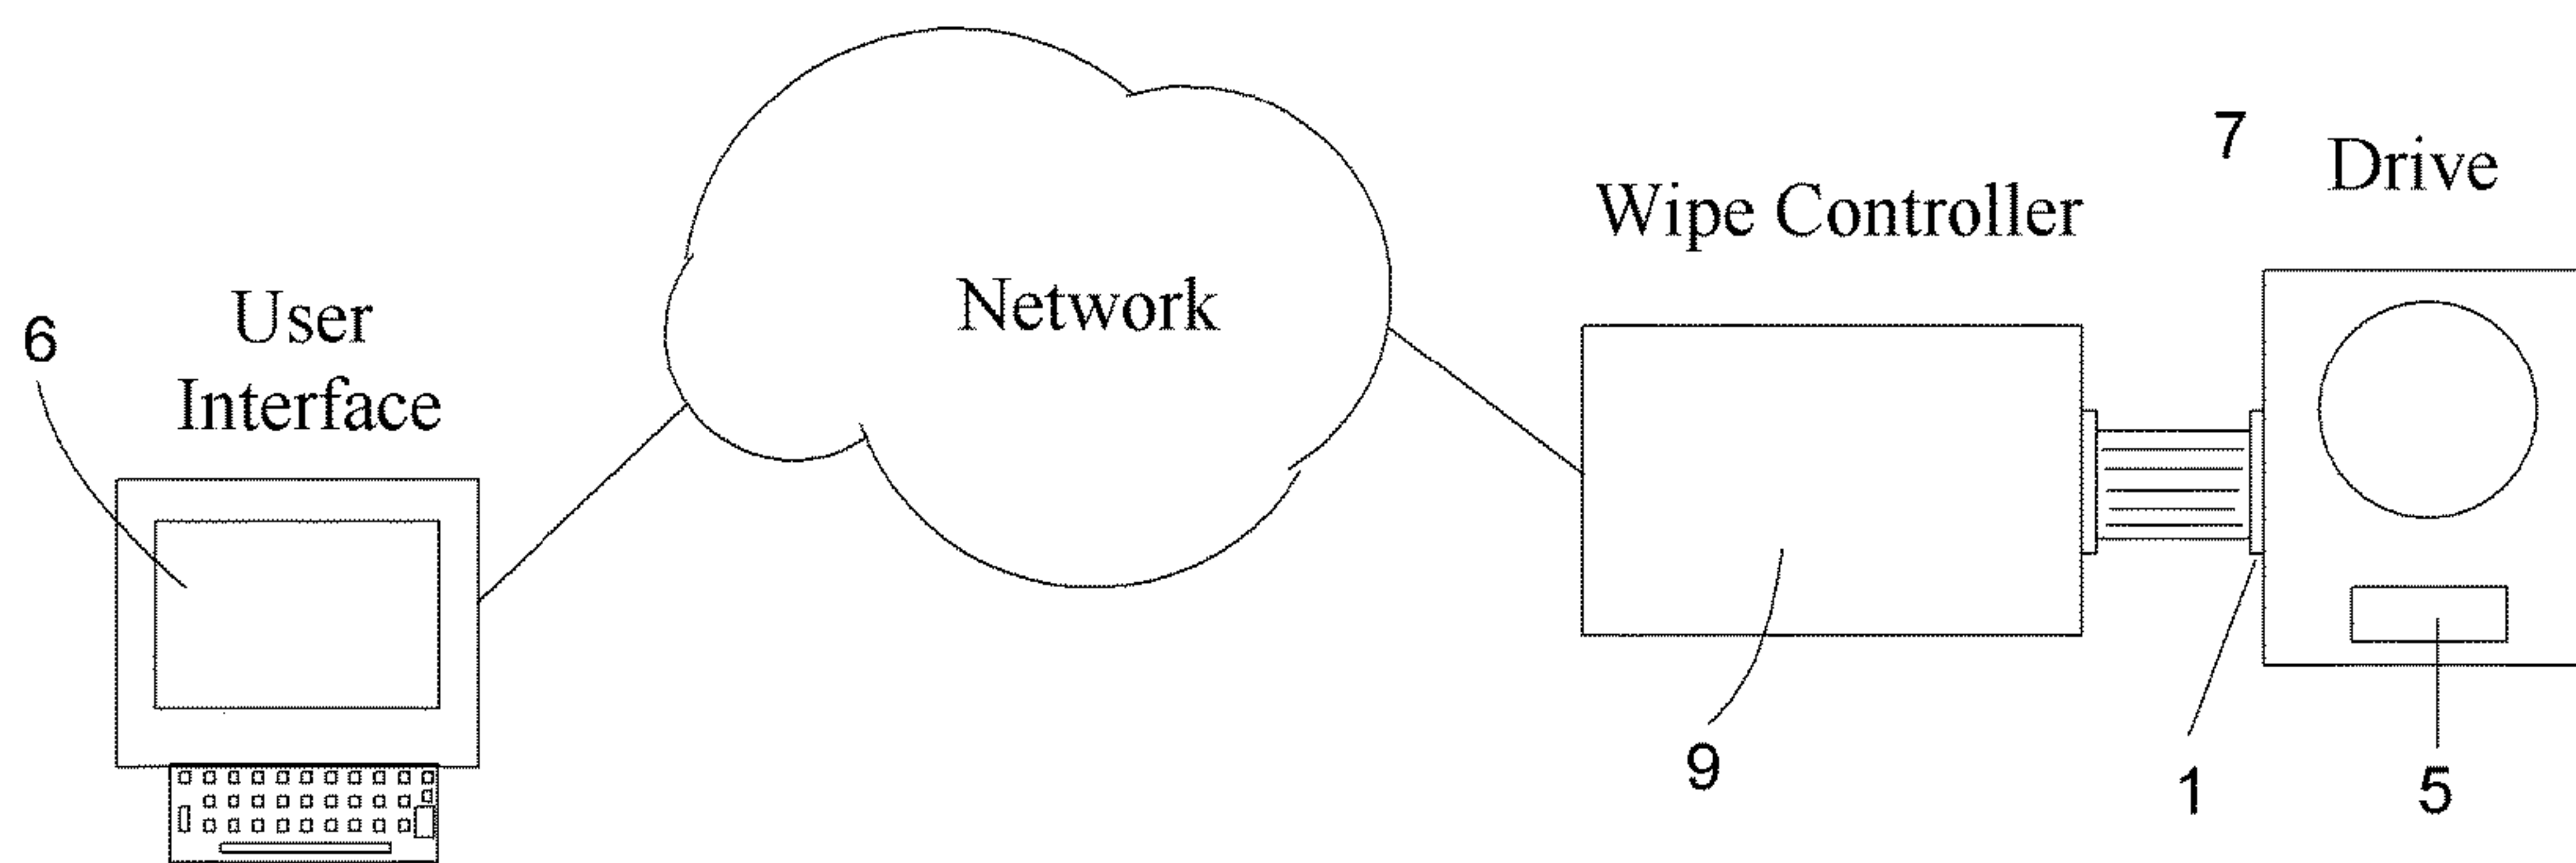 6
User
Interface
Network
Wipe Controller
7
Drive
9
1
5